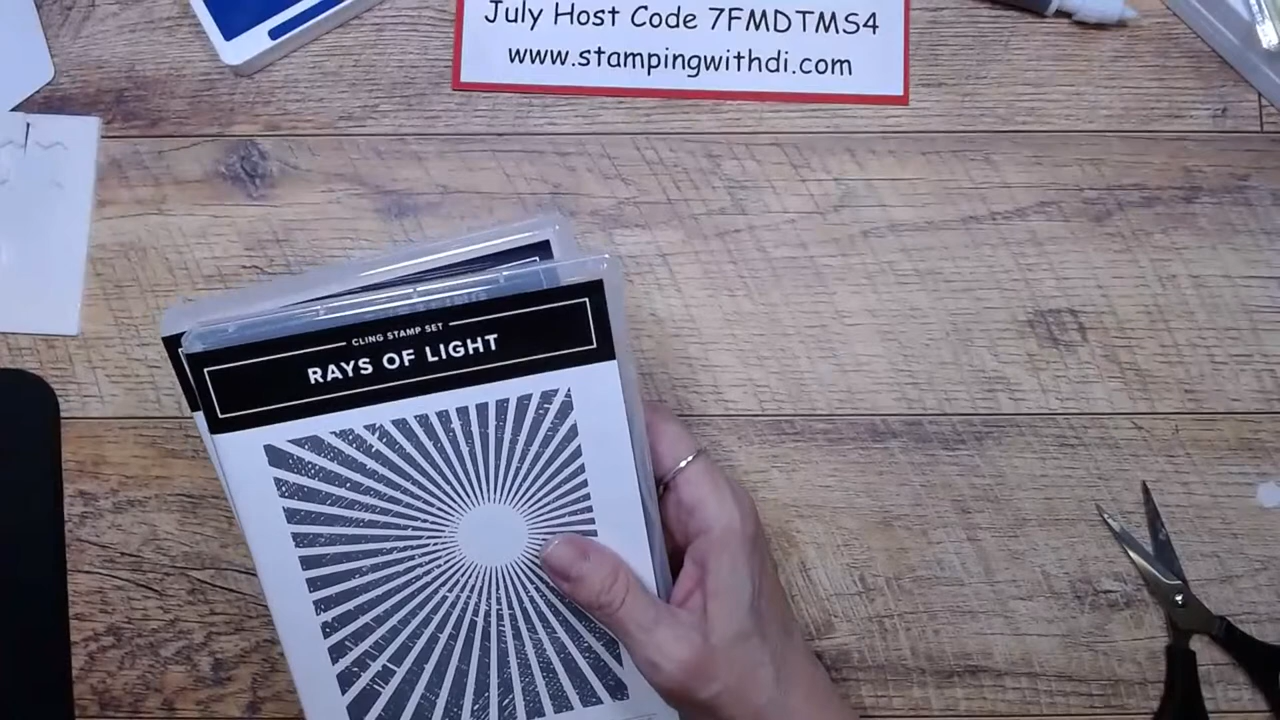 July Host Code 7FMDTMS4
www.stampingwithdi.com
CLING STAMP SET
RAYS OF LIGHT